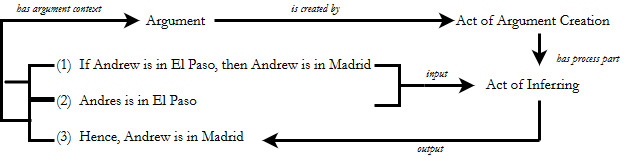 has argument context
is created by
Argument
Act of Argument Creation
has process part
(1) If Andrew is in El Paso, then Andrew is in Madrid
input
Act of Inferring
(2) Andres is in El Paso
(3) Hence, Andrew is in Madrid
output